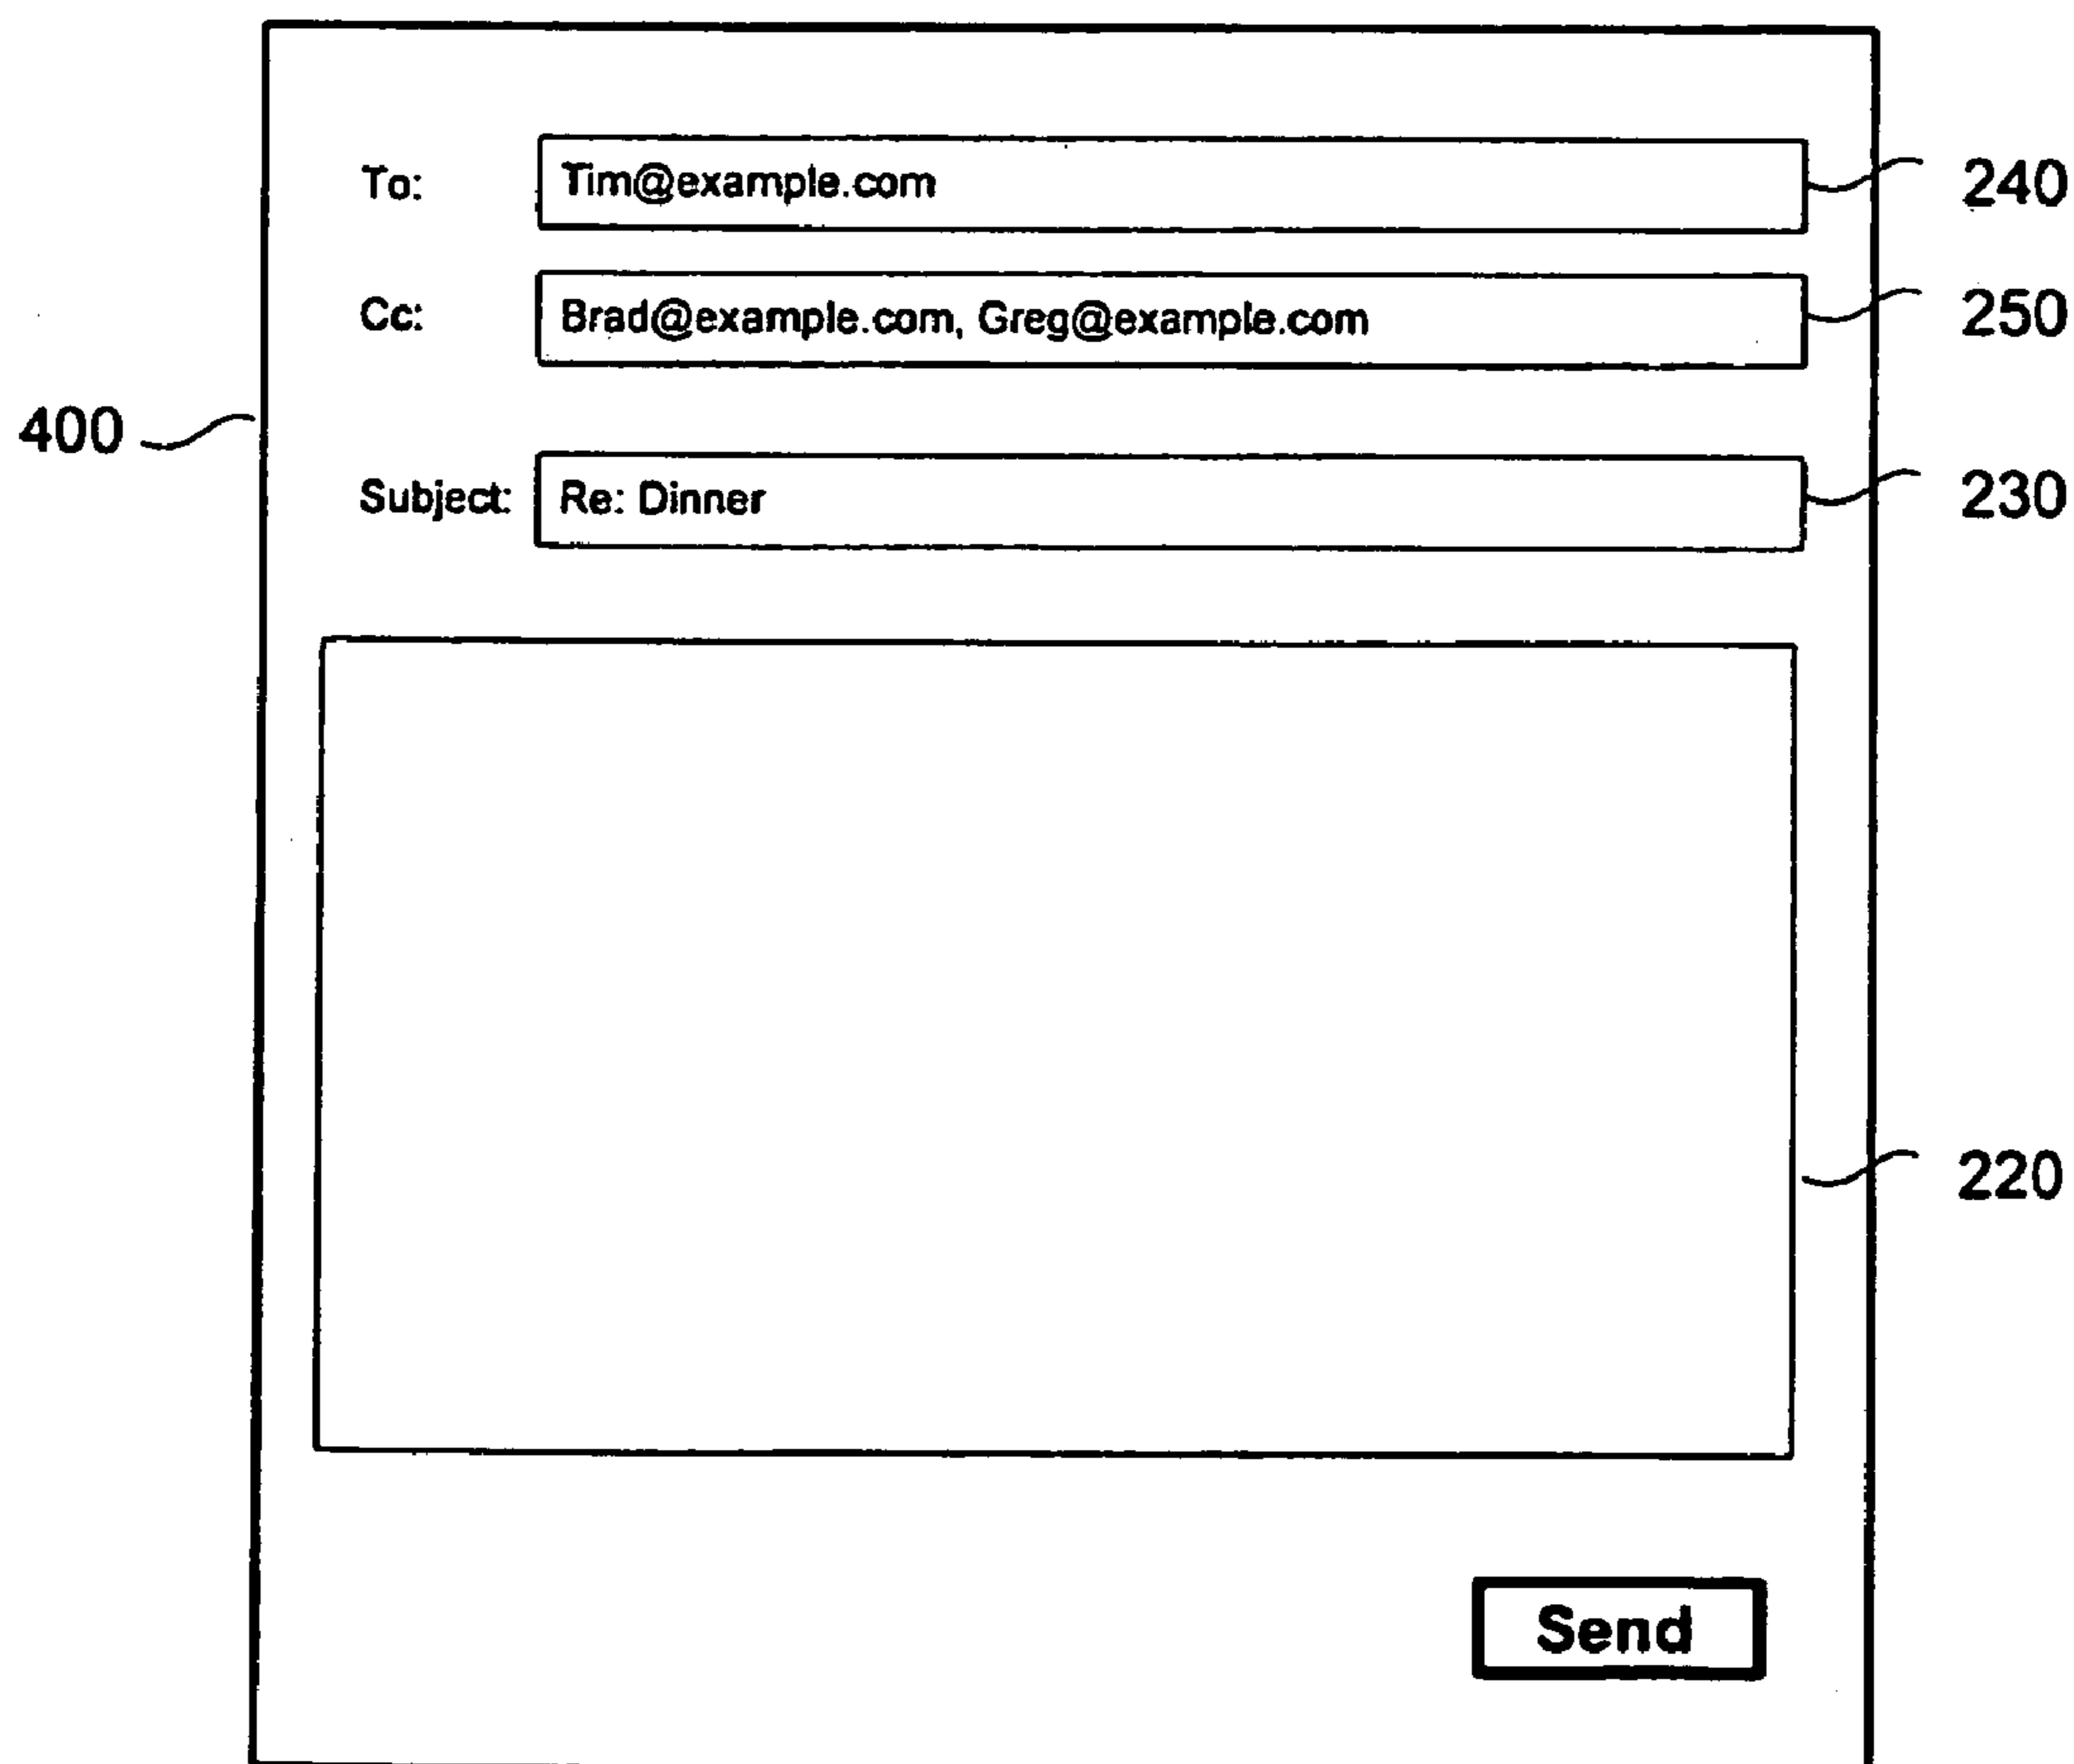 To: Tim@example.com 240
Cc: Brad@example.com, Greg@example.com 250
400
Subject: Re: Dinner 230
220
Send